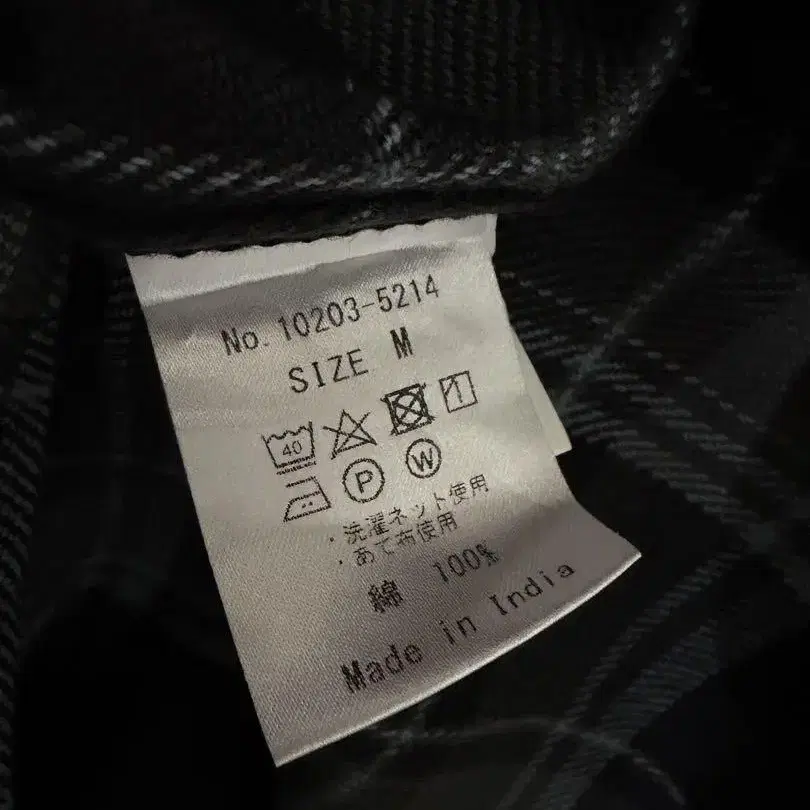 No. 10203-5214
SIZE M
40
P W
・洗濯ネット使用
・あて布使用
綿 100%
Made in India